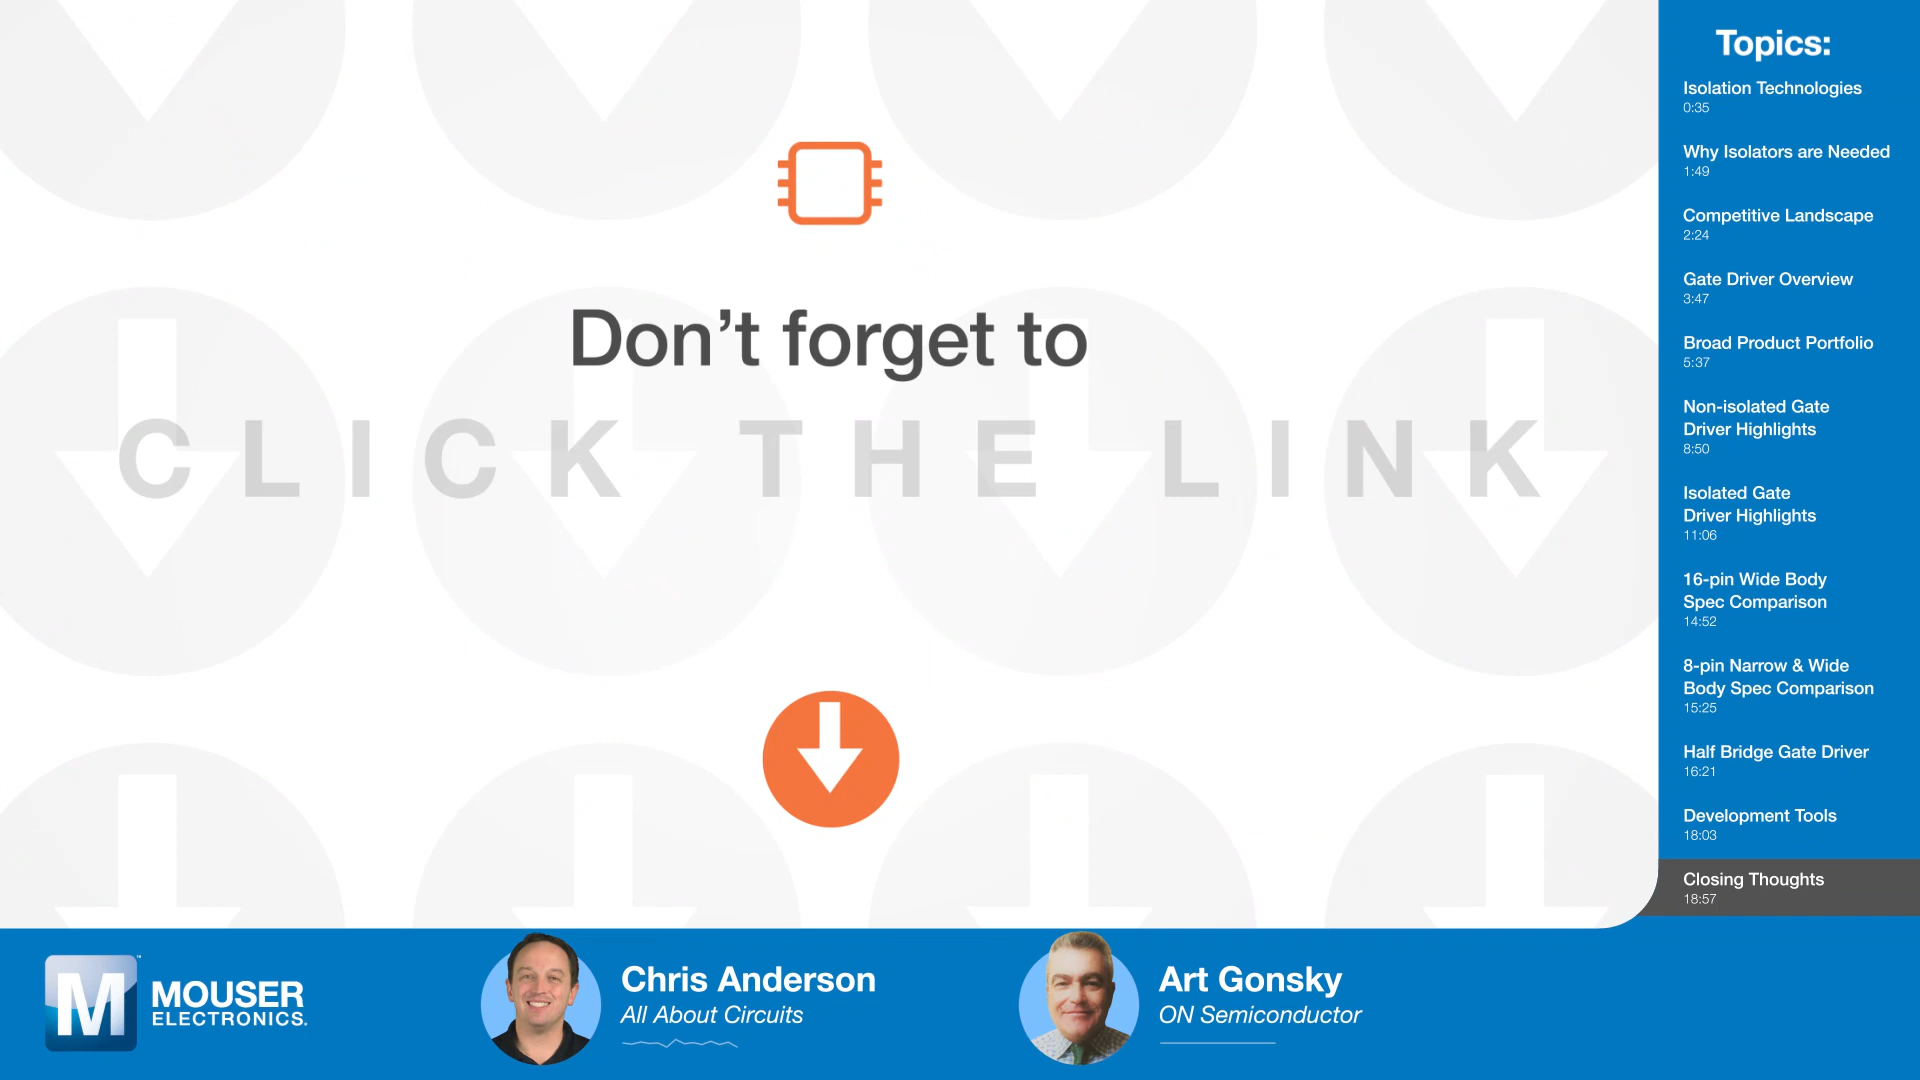 Don’t forget to
CLICK THE LINK
Topics:
Isolation Technologies
0:35
Why Isolators are Needed
1:49
Competitive Landscape
2:24
Gate Driver Overview
3:47
Broad Product Portfolio
5:37
Non-isolated Gate
Driver Highlights
8:50
Isolated Gate
Driver Highlights
11:06
16-pin Wide Body
Spec Comparison
14:52
8-pin Narrow & Wide
Body Spec Comparison
15:25
Half Bridge Gate Driver
16:21
Development Tools
18:03
Closing Thoughts
18:57
M™
MOUSER
ELECTRONICS.
Chris Anderson
All About Circuits
Art Gonsky
ON Semiconductor